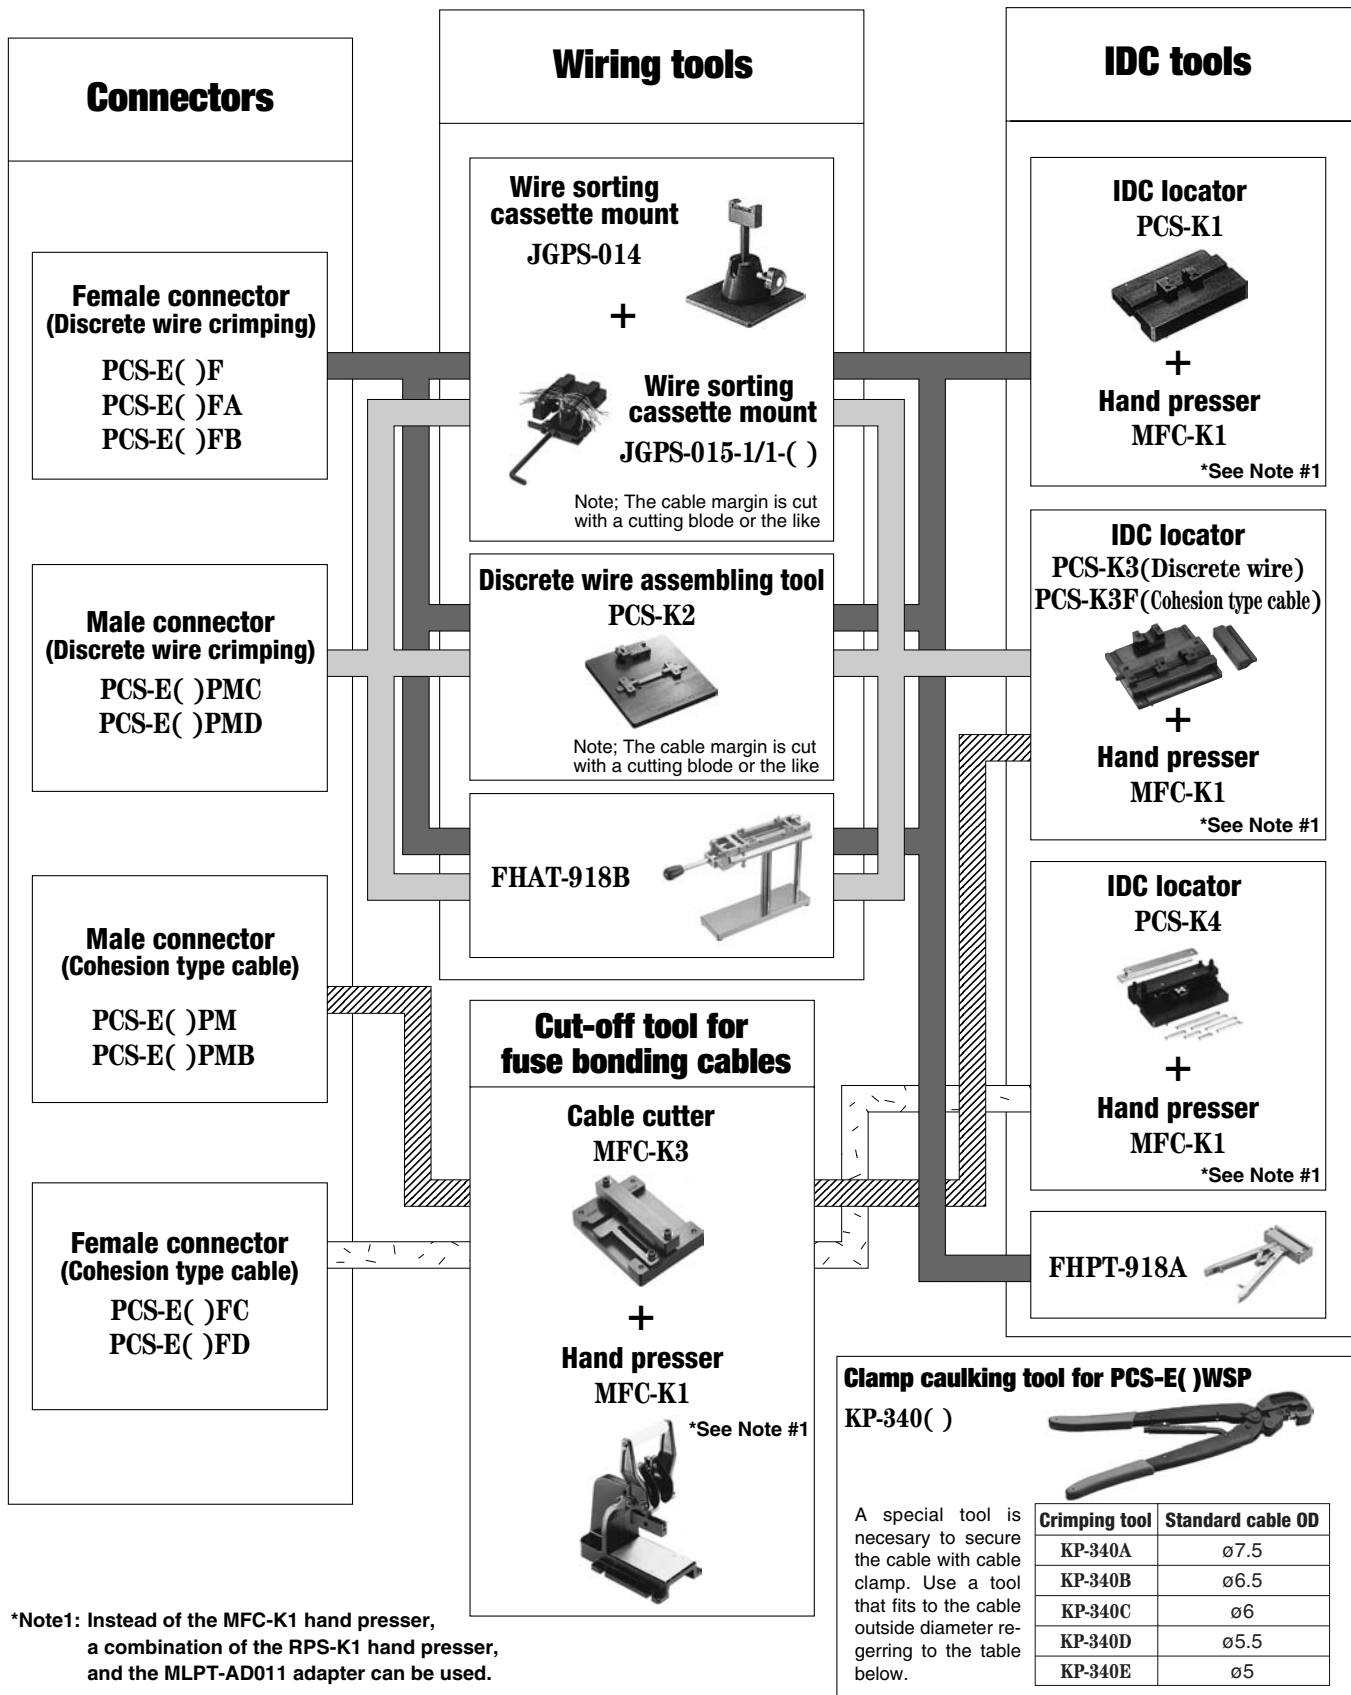 Connectors
Female connector
(Discrete wire crimping)
PCS-E( )F
PCS-E( )FA
PCS-E( )FB
Male connector
(Discrete wire crimping)
PCS-E( )PMC
PCS-E( )PMD
Male connector
(Cohesion type cable)
PCS-E( )PM
PCS-E( )PMB
Female connector
(Cohesion type cable)
PCS-E( )FC
PCS-E( )FD
*Note1: Instead of the MFC-K1 hand presser,
a combination of the RPS-K1 hand presser,
and the MLPT-AD011 adapter can be used.
Wiring tools
Wire sorting
cassette mount
JGPS-014
+
Wire sorting
cassette mount
JGPS-015-1/1-( )
Note; The cable margin is cut
with a cutting blode or the like
Discrete wire assembling tool
PCS-K2
Note; The cable margin is cut
with a cutting blode or the like
FHAT-918B
Cut-off tool for
fuse bonding cables
Cable cutter
MFC-K3
+
Hand presser
MFC-K1
*See Note #1
IDC tools
IDC locator
PCS-K1
+
Hand presser
MFC-K1
*See Note #1
IDC locator
PCS-K3(Discrete wire)
PCS-K3F(Cohesion type cable)
+
Hand presser
MFC-K1
*See Note #1
IDC locator
PCS-K4
+
Hand presser
MFC-K1
*See Note #1
FHPT-918A
Clamp caulking tool for PCS-E( )WSP
KP-340( )
A special tool is
necesary to secure
the cable with cable
clamp. Use a tool
that fits to the cable
outside diameter re-
gerring to the table
below.
Crimping tool Standard cable OD
KP-340A ø7.5
KP-340B ø6.5
KP-340C ø6
KP-340D ø5.5
KP-340E ø5